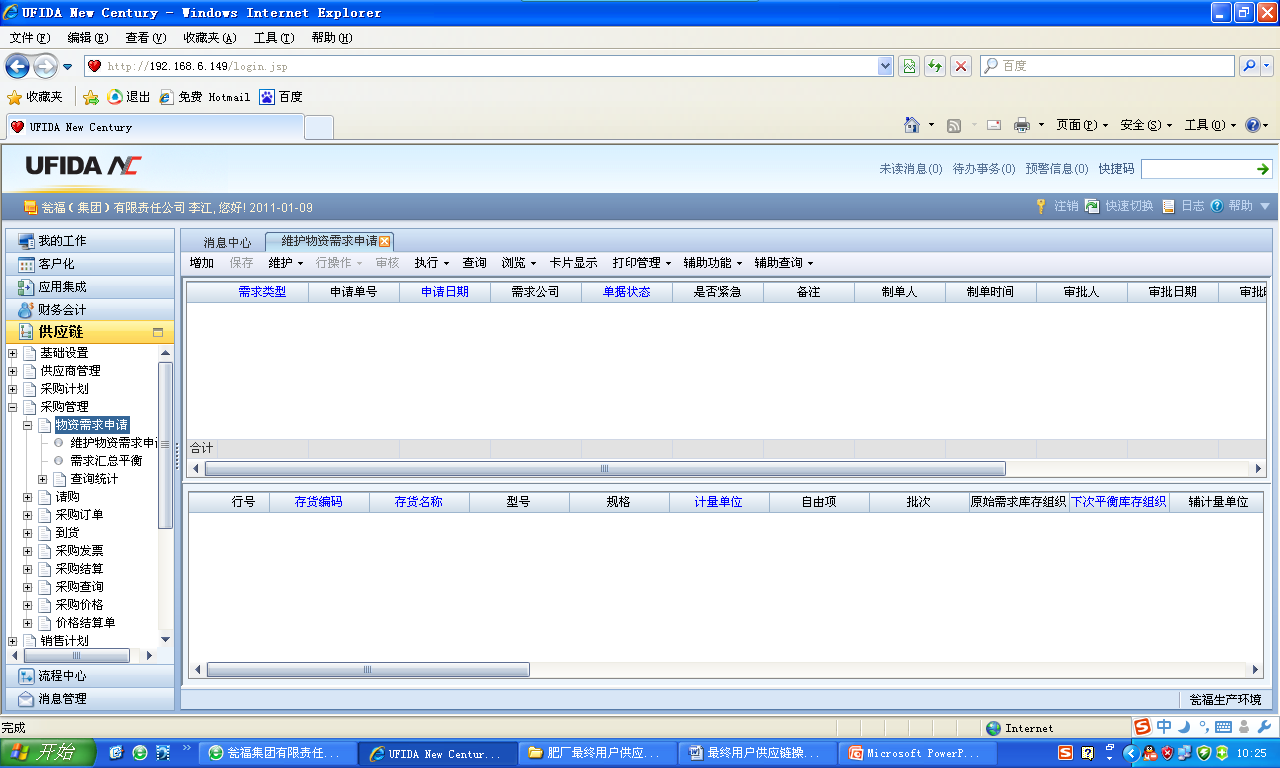 UFIDA New Century - Windows Internet Explorer
文件(F) 编辑(E) 查看(V) 收藏夹(A) 工具(T) 帮助(H)
http://192.168.6.149/login.jsp 百度
收藏夹 退出 免费 Hotmail 百度
UFIDA New Century 页面(P) 安全(S) 工具(O)
UFIDA NC 未读消息(0) 待办事务(0) 预警信息(0) 快捷码
瓮福（集团）有限责任公司 李江,您好! 2011-01-09 注销 快速切换 日志 帮助
我的工作
客户化
应用集成
财务会计
供应链
基础设置
供应商管理
采购计划
采购管理
物资需求申请
维护物资需求申请
需求汇总平衡
查询统计
请购
采购订单
到货
采购发票
采购结算
采购查询
采购价格
价格结算单
销售计划
流程中心
消息管理
消息中心 维护物资需求申请
增加 保存 维护 行操作 审核 执行 查询 浏览 卡片显示 打印管理 辅助功能 辅助查询
需求类型 申请单号 申请日期 需求公司 单据状态 是否紧急 备注 制单人 制单时间 审批人 审批日期 审批
合计
行号 存货编码 存货名称 型号 规格 计量单位 自由项 批次 原始需求库存组织 下次平衡库存组织 辅计量单位
瓮福生产环境
完成 Internet 中
开始 瓮福集团有限责任... UFIDA New Centur... 肥厂最终用户供应... 最终用户供应链操... Microsoft PowerP... 10:25